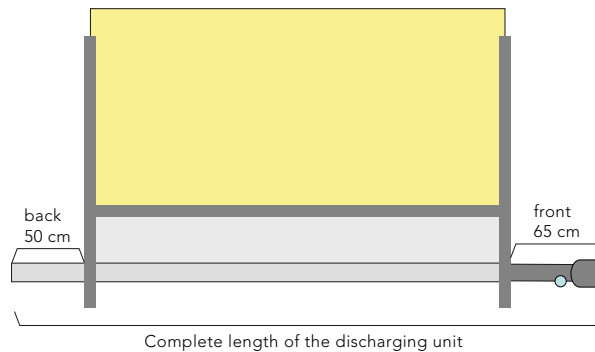 back
50 cm
front
65 cm
Complete length of the discharging unit